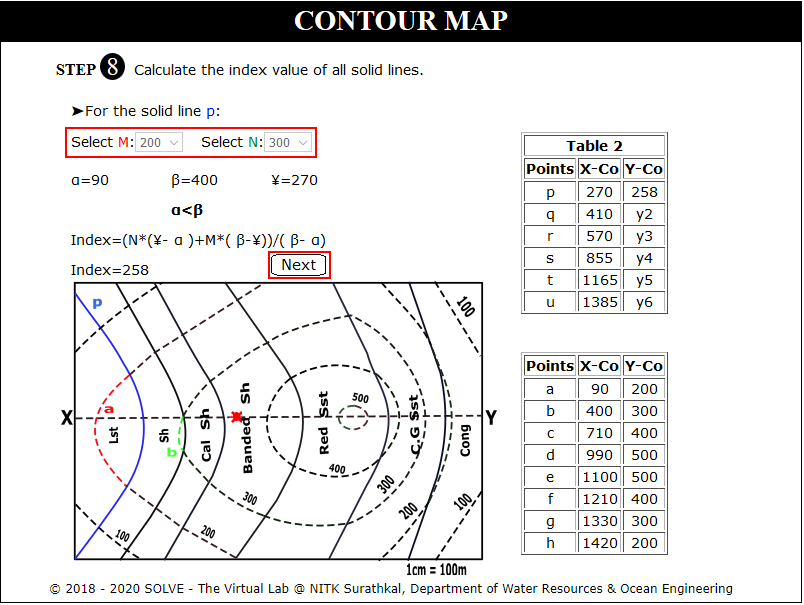 CONTOUR MAP
STEP 8 Calculate the index value of all solid lines.
➤For the solid line p:
Select M: 200 Select N: 300
α=90 β=400 ¥=270
α<β
Index=(N*(¥- α )+M*( β-¥))/( β- α)
Index=258
Next
Table 2
Points X-Co Y-Co
p 270 258
q 410 y2
r 570 y3
s 855 y4
t 1165 y5
u 1385 y6
Points X-Co Y-Co
a 90 200
b 400 300
c 710 400
d 990 500
e 1100 500
f 1210 400
g 1330 300
h 1420 200
p
100
500
a
X
Y
Lst
Sh
b
Cal Sh
Banded Sh
Red Sst
C.G Sst
Cong
400
300
300
200
100
100
200
1cm = 100m
© 2018 - 2020 SOLVE - The Virtual Lab @ NITK Surathkal, Department of Water Resources & Ocean Engineering